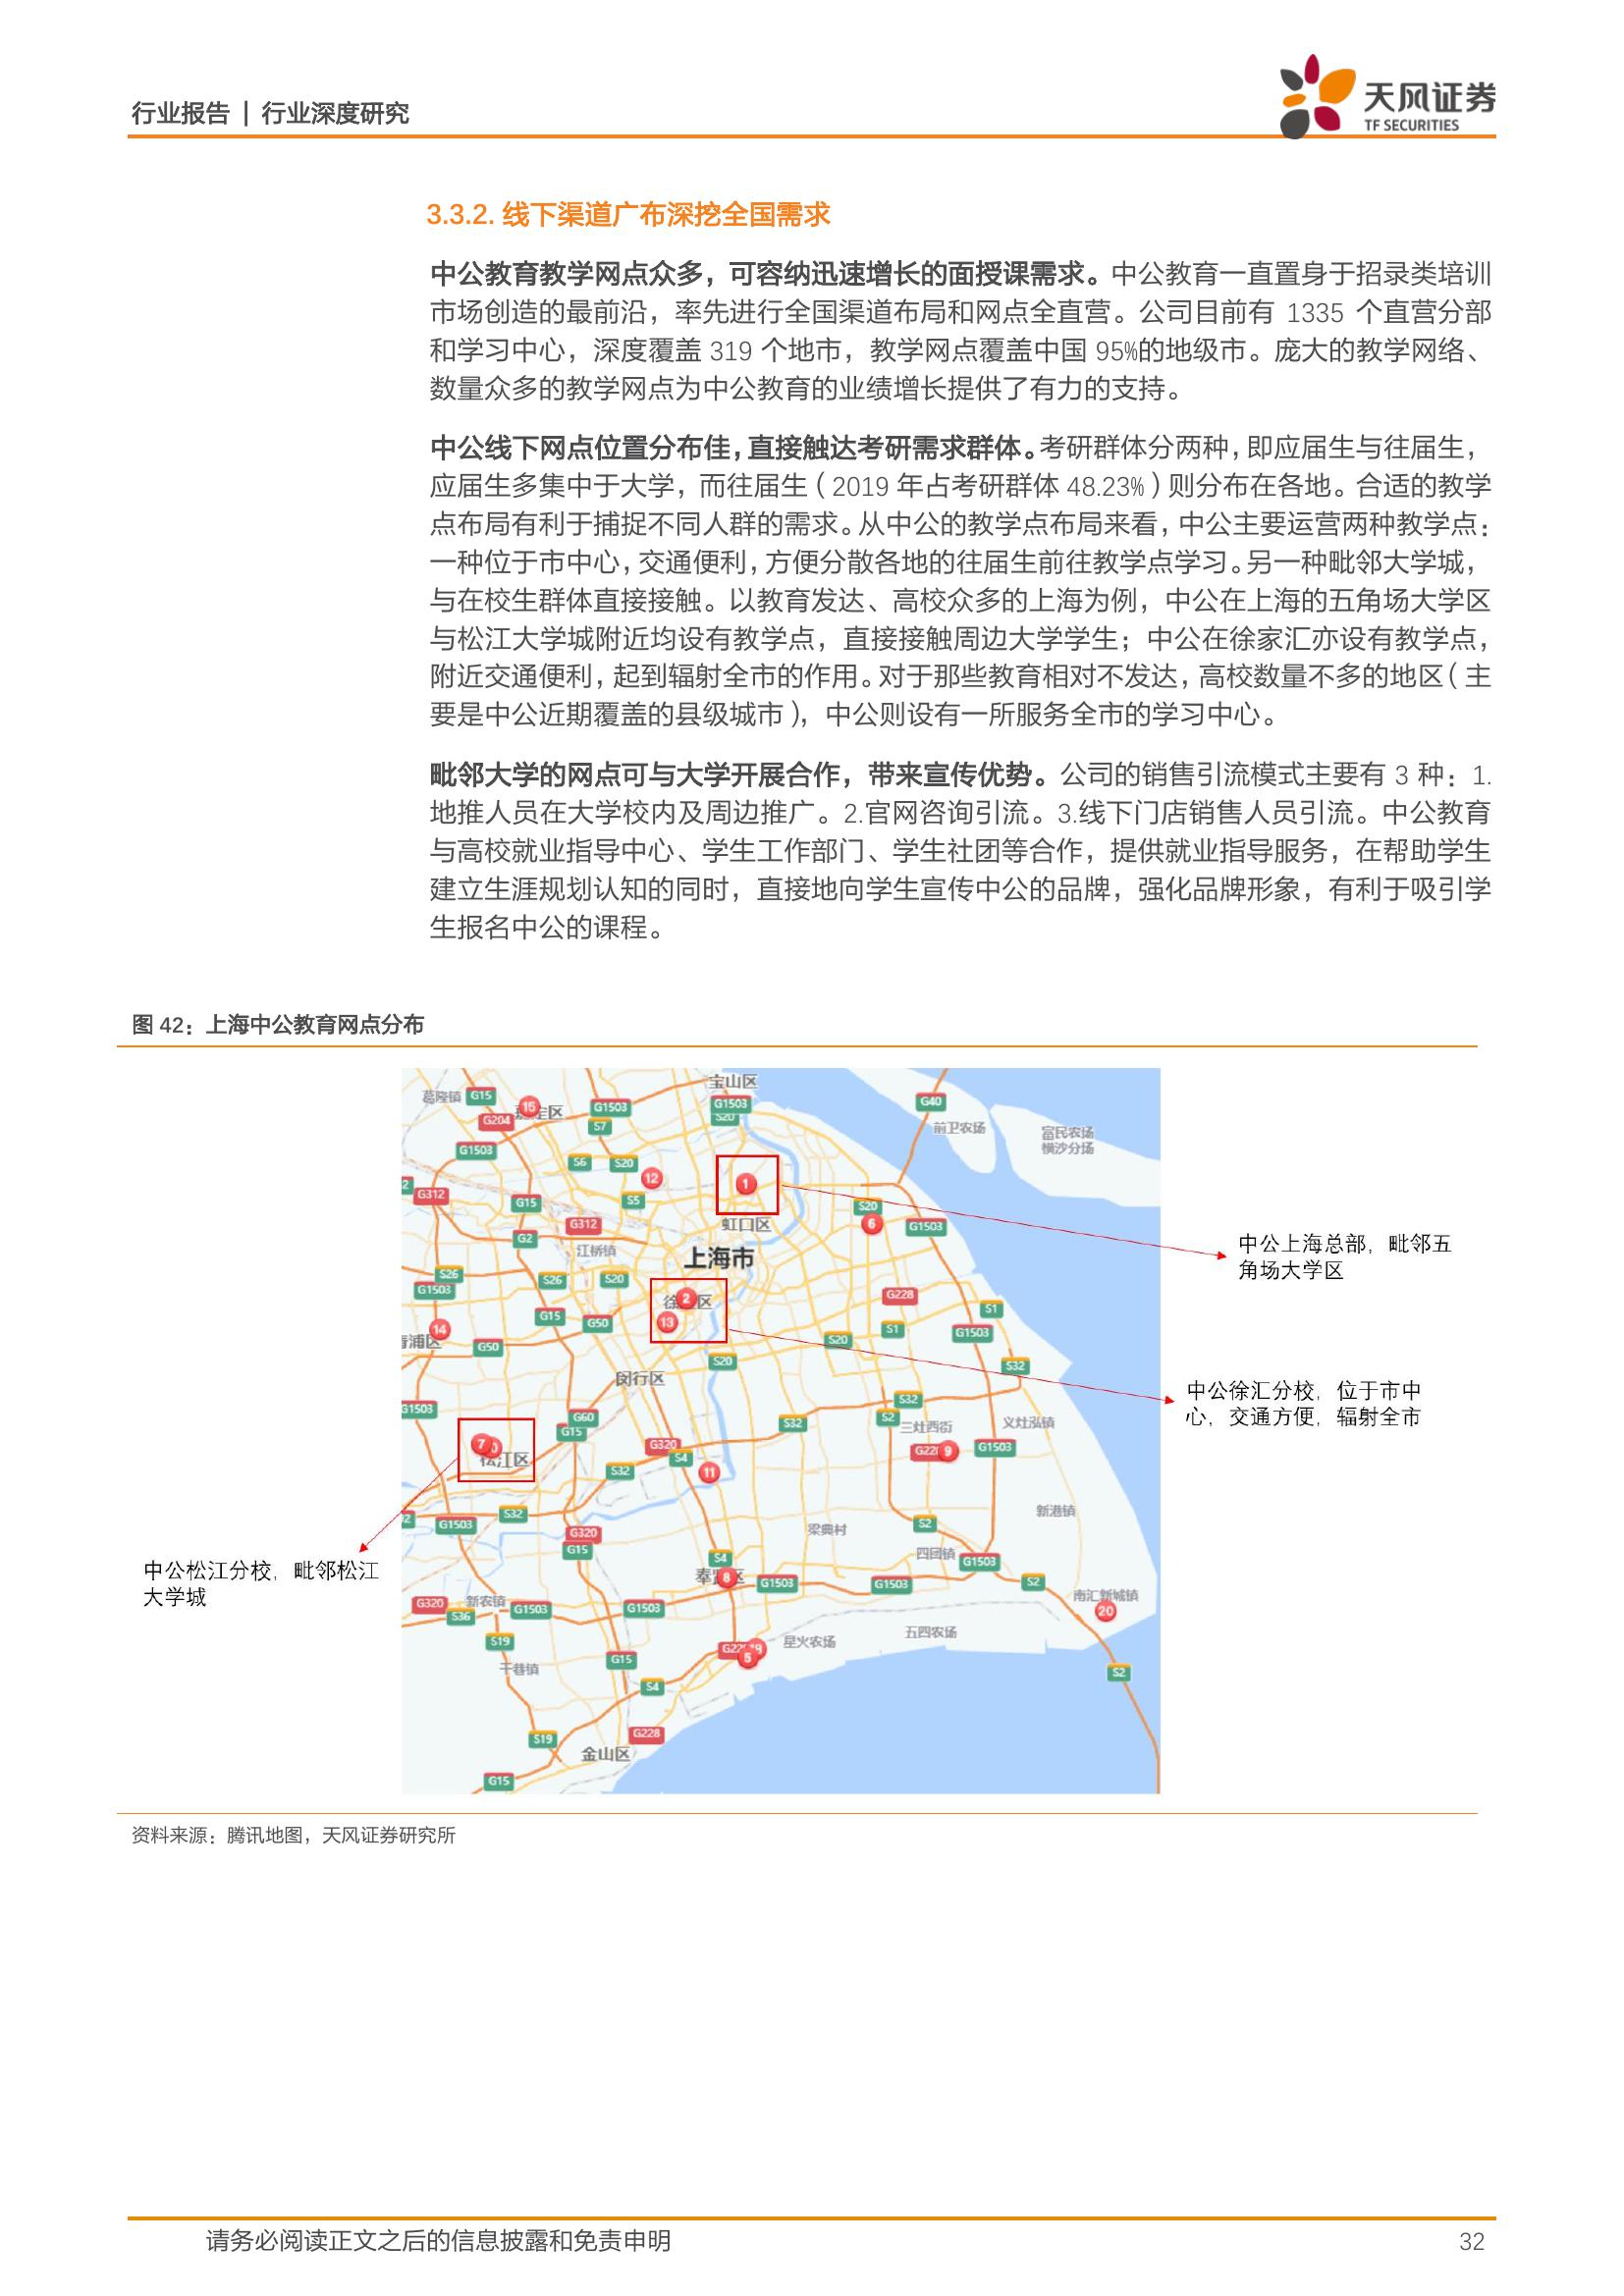 行业报告 | 行业深度研究
天风证券
TF SECURITIES
3.3.2. 线下渠道广布深挖全国需求
中公教育教学网点众多，可容纳迅速增长的面授课需求。中公教育一直置身于招录类培训
市场创造的最前沿，率先进行全国渠道布局和网点全直营。公司目前有 1335 个直营分部
和学习中心，深度覆盖 319 个地市，教学网点覆盖中国 95%的地级市。庞大的教学网络、
数量众多的教学网点为中公教育的业绩增长提供了有力的支持。
中公线下网点位置分布佳，直接触达考研需求群体。考研群体分两种，即应届生与往届生，
应届生多集中于大学，而往届生（2019 年占考研群体 48.23%）则分布在各地。合适的教学
点布局有利于捕捉不同人群的需求。从中公的教学点布局来看，中公主要运营两种教学点：
一种位于市中心，交通便利，方便分散各地的往届生前往教学点学习。另一种毗邻大学城，
与在校生群体直接接触。以教育发达、高校众多的上海为例，中公在上海的五角场大学区
与松江大学城附近均设有教学点，直接接触周边大学学生；中公在徐家汇亦设有教学点，
附近交通便利，起到辐射全市的作用。对于那些教育相对不发达，高校数量不多的地区（主
要是中公近期覆盖的县级城市），中公则设有一所服务全市的学习中心。
毗邻大学的网点可与大学开展合作，带来宣传优势。公司的销售引流模式主要有 3 种：1.
地推人员在大学校内及周边推广。2.官网咨询引流。3.线下门店销售人员引流。中公教育
与高校就业指导中心、学生工作部门、学生社团等合作，提供就业指导服务，在帮助学生
建立生涯规划认知的同时，直接地向学生宣传中公的品牌，强化品牌形象，有利于吸引学
生报名中公的课程。
图 42：上海中公教育网点分布
宝山区
葛隆镇 G15 15 定区 G1503 G1503 G40
G204 S7 S20 前卫农场 富民农场
横沙分场
G1503
S6 S20 12 1
G312 G15 S5 S20
G312 虹口区 6 G1503
G2 江桥镇 上海市
S26 S26 S20
G1503 2 区 G228 S1
G15 G50 13 S1 G1503
14 浦区 G50 S20 S20 S32
闵行区
中公上海总部，毗邻五
角场大学区
中公徐汇分校，位于市中
心，交通方便，辐射全市
G1503 G60 S32 S32
G15 S2 三灶西街 义灶泓镇
7 松江区 G320 S4 9 G1503
S32 11
S32 新港镇
G1503 G320 梁典村 S2
G15 S4 四团镇 G1503
中公松江分校，毗邻松江
大学城
奉 8 区 G1503 G1503 S2
G320 新农镇 G1503 G1503 南汇新城镇
S36 20
S19 5 星火农场 五四农场
干巷镇 G15 S2
S4
S19 G228
金山区
G15
资料来源：腾讯地图，天风证券研究所
请务必阅读正文之后的信息披露和免责申明 32